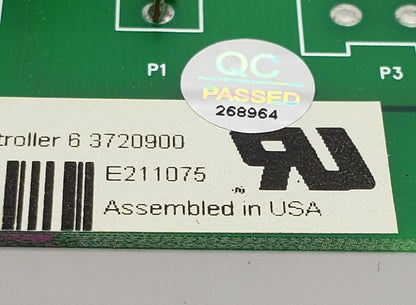 P1
P3
QC
PASSED
268964
troller 6 3720900
E211075
Assembled in USA